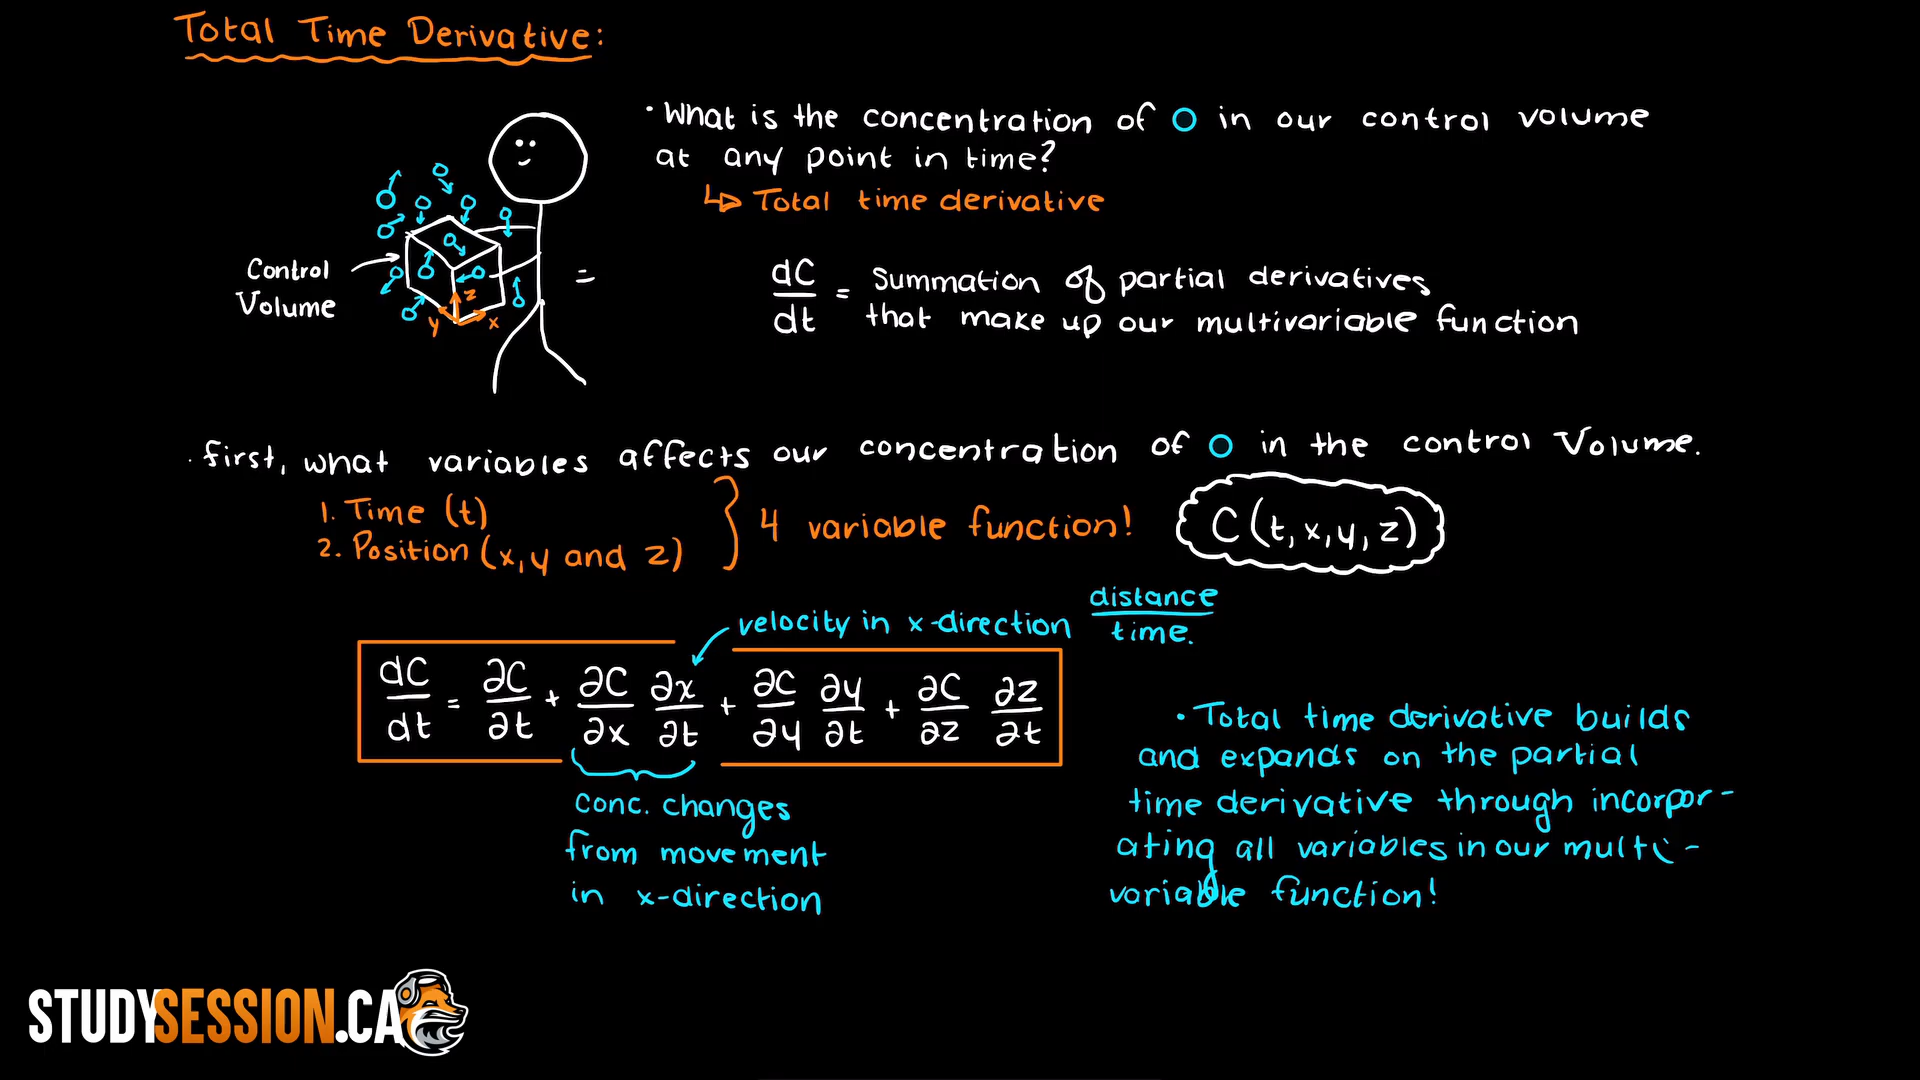 Total Time Derivative:
• What is the concentration of O in our control volume
at any point in time?
↳ Total time derivative
Control
Volume
z
y
x
=
dC/dt = Summation of partial derivatives
that make up our multivariable function
. first, what variables affects our concentration of O in the control Volume.
1. Time (t)
2. Position (x, y and z)
} 4 variable function!
C(t, x, y, z)
velocity in x-direction distance/time.
dC/dt = ∂C/∂t + ∂C/∂x ∂x/∂t + ∂C/∂y ∂y/∂t + ∂C/∂z ∂z/∂t
conc. changes
from movement
in x-direction
• Total time derivative builds
and expands on the partial
time derivative through incorpor-
ating all variables in our multi-
variable function!
STUDYSESSION.CA